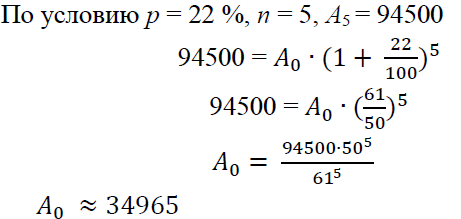 По условию p = 22 %, n = 5, A₅ = 94500
94500 = A₀ · (1 + 22/100)⁵
94500 = A₀ · (61/50)⁵
A₀ = 94500·50⁵/61⁵
A₀ ≈ 34965